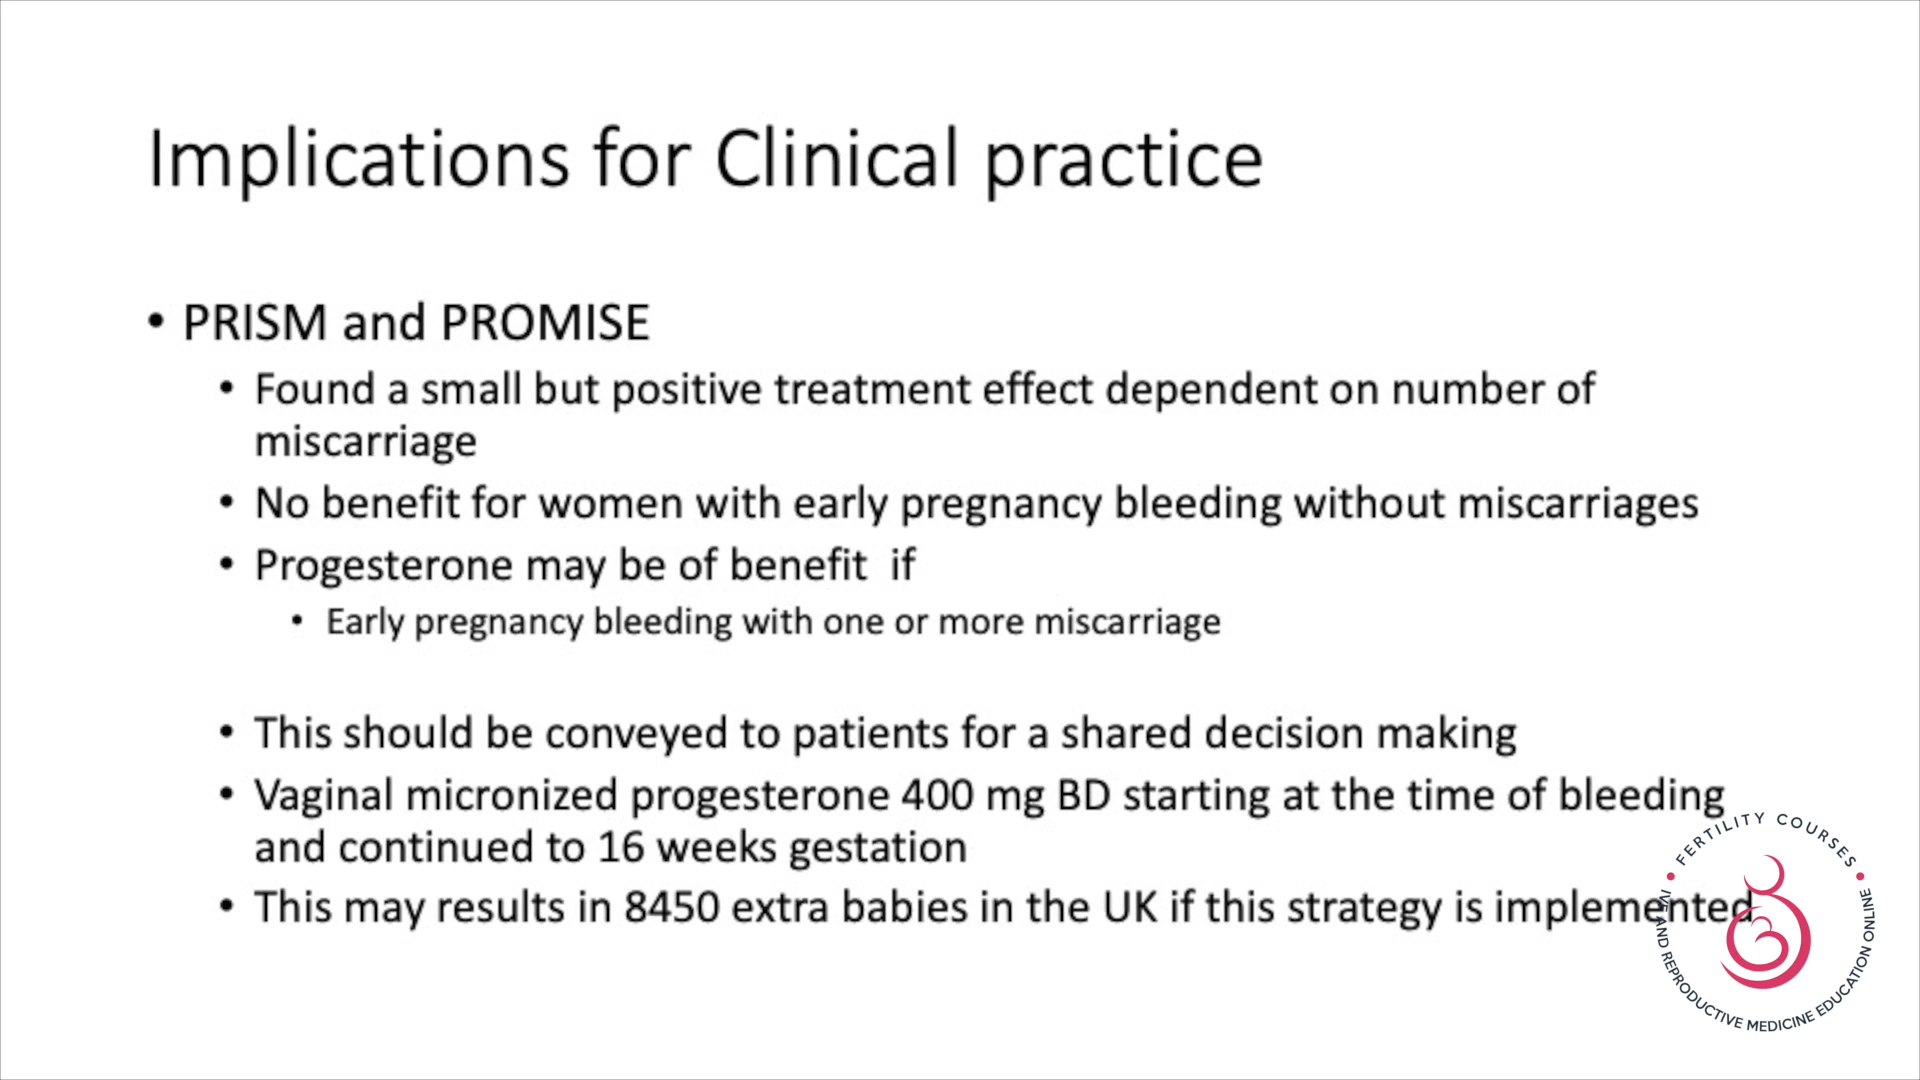 Implications for Clinical practice
• PRISM and PROMISE
• Found a small but positive treatment effect dependent on number of
miscarriage
• No benefit for women with early pregnancy bleeding without miscarriages
• Progesterone may be of benefit  if
• Early pregnancy bleeding with one or more miscarriage
• This should be conveyed to patients for a shared decision making
• Vaginal micronized progesterone 400 mg BD starting at the time of bleeding
and continued to 16 weeks gestation
• This may results in 8450 extra babies in the UK if this strategy is implemented
• FERTILITY COURSES •
IVF AND REPRODUCTIVE MEDICINE EDUCATION ONLINE